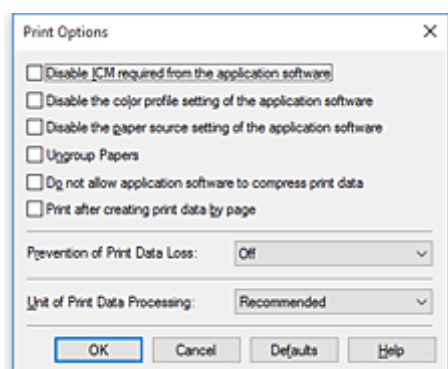 Print Options
Disable ICM required from the application software
Disable the color profile setting of the application software
Disable the paper source setting of the application software
Ungroup Papers
Do not allow application software to compress print data
Print after creating print data by page
Prevention of Print Data Loss: Off
Unit of Print Data Processing: Recommended
OK Cancel Defaults Help